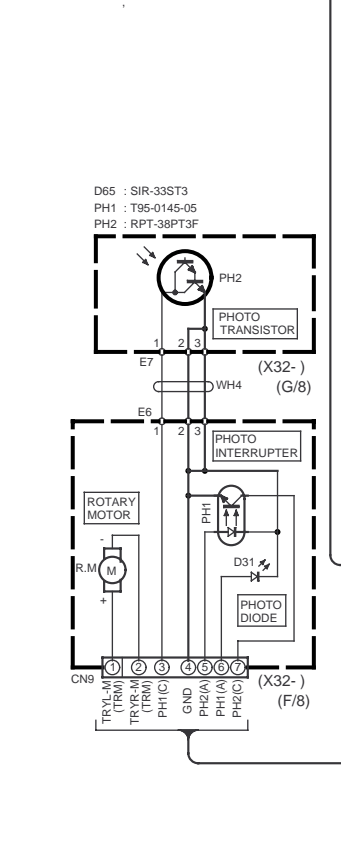 D65 : SIR-33ST3
PH1 : T95-0145-05
PH2 : RPT-38PT3F
PH2
PHOTO
TRANSISTOR
1 2 3
E7
(X32- )
(G/8)
WH4
E6
1 2 3
PHOTO
INTERRUPTER
ROTARY
MOTOR
PH1
-
R.M
M
+
D31
PHOTO
DIODE
1 2 3 4 5 6 7
CN9
TRYL-M
(TRM)
TRYR-M
(TRM)
PH1(C)
GND
PH2(A)
PH1(A)
PH2(C)
(X32- )
(F/8)